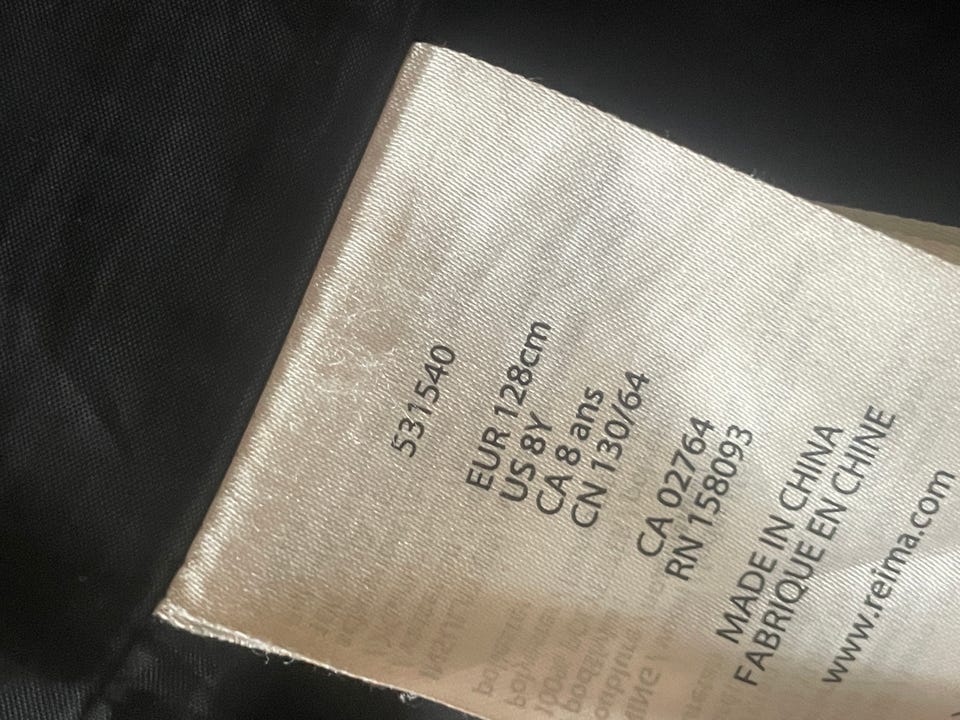 531540
EUR 128cm
US 8Y
CA 8 ans
CN 130/64
CA 02764
RN 158093
MADE IN CHINA
FABRIQUE EN CHINE
www.reima.com